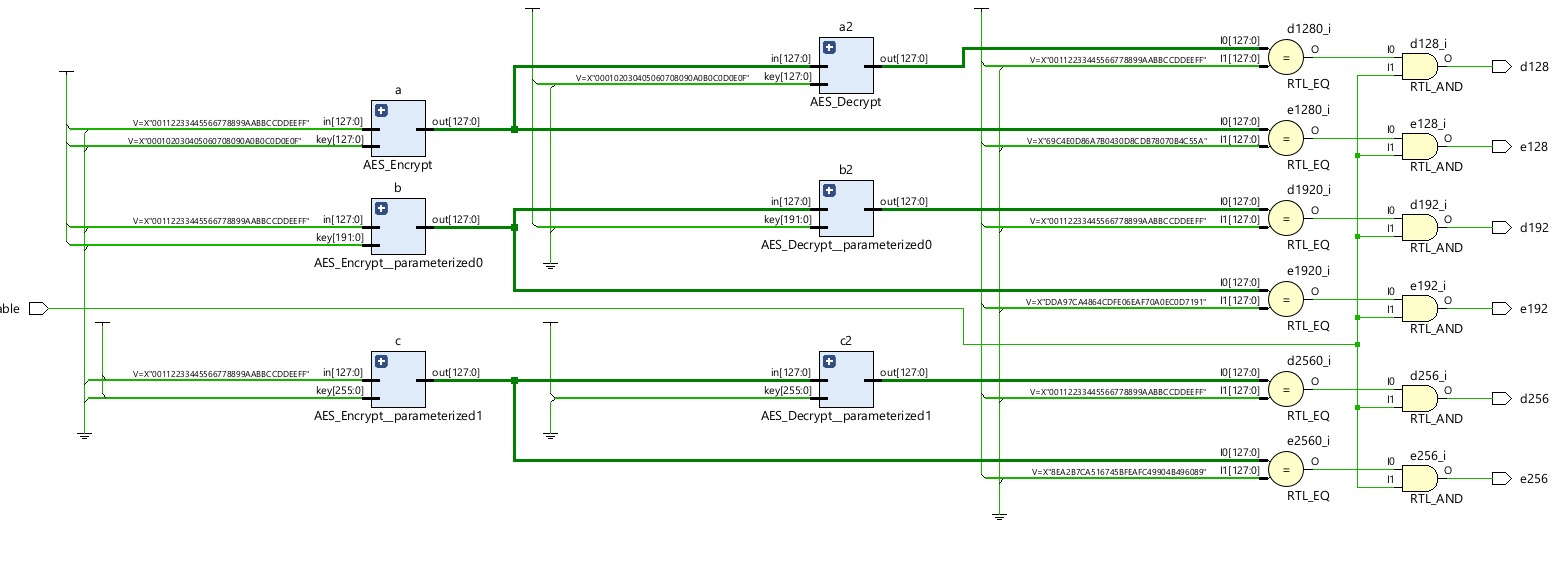 a
V=X"00112233445566778899AABBCCDDEEFF"
in[127:0]
V=X"000102030405060708090A0B0C0D0E0F"
key[127:0]
out[127:0]
AES_Encrypt
b
V=X"00112233445566778899AABBCCDDEEFF"
in[127:0]
key[191:0]
out[127:0]
AES_Encrypt__parameterized0
able
c
V=X"00112233445566778899AABBCCDDEEFF"
in[127:0]
key[255:0]
out[127:0]
AES_Encrypt__parameterized1
a2
in[127:0]
V=X"000102030405060708090A0B0C0D0E0F"
key[127:0]
out[127:0]
AES_Decrypt
b2
in[127:0]
key[191:0]
out[127:0]
AES_Decrypt__parameterized0
c2
in[127:0]
key[255:0]
out[127:0]
AES_Decrypt__parameterized1
d1280_i
I0[127:0]
V=X"00112233445566778899AABBCCDDEEFF"
I1[127:0]
=
O
RTL_EQ
d128_i
I0
I1
O
RTL_AND
d128
e1280_i
I0[127:0]
V=X"69C4E0D86A7B0430D8CDB78070B4C55A"
I1[127:0]
=
O
RTL_EQ
e128_i
I0
I1
O
RTL_AND
e128
d1920_i
I0[127:0]
V=X"00112233445566778899AABBCCDDEEFF"
I1[127:0]
=
O
RTL_EQ
d192_i
I0
I1
O
RTL_AND
d192
e1920_i
I0[127:0]
V=X"DDA97CA4864CDFE06EAF70A0EC0D7191"
I1[127:0]
=
O
RTL_EQ
e192_i
I0
I1
O
RTL_AND
e192
d2560_i
I0[127:0]
V=X"00112233445566778899AABBCCDDEEFF"
I1[127:0]
=
O
RTL_EQ
d256_i
I0
I1
O
RTL_AND
d256
e2560_i
I0[127:0]
V=X"8EA2B7CA516745BFEAFC49904B496089"
I1[127:0]
=
O
RTL_EQ
e256_i
I0
I1
O
RTL_AND
e256